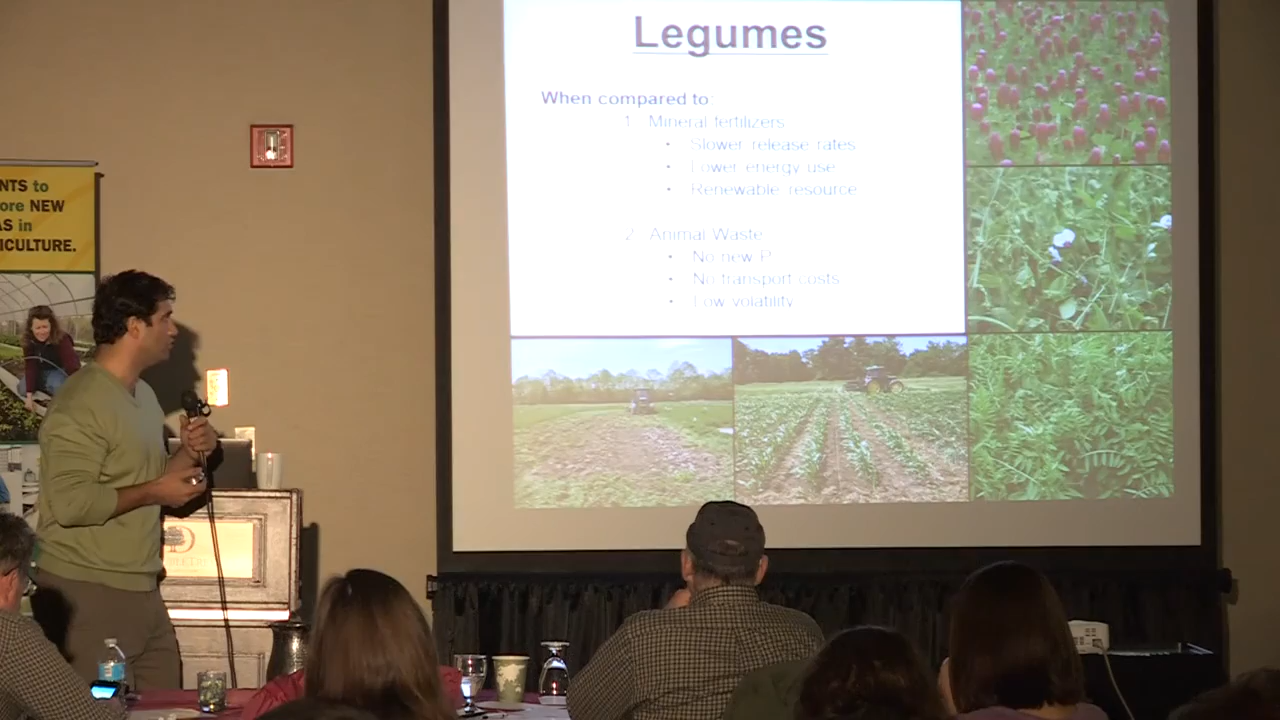 NTS to
ore NEW
AS in
ICULTURE.
Legumes
When compared to:
1. Mineral fertilizers
• Slower release rates
• Lower energy use
• Renewable resource
2. Animal Waste
• No new P
• No transport costs
• Low volatility